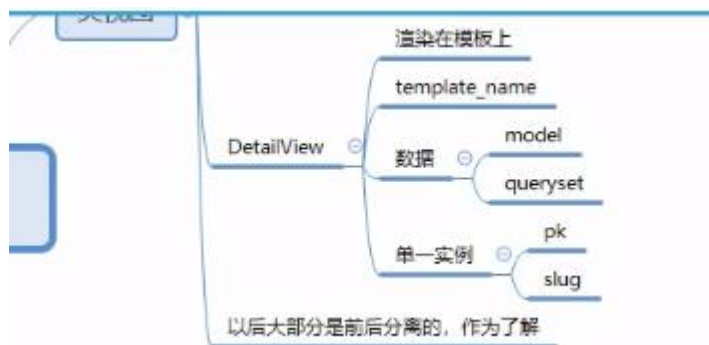 渲染在模板上
template_name
DetailView
数据
model
queryset
单一实例
pk
slug
以后大部分是前后分离的，作为了解